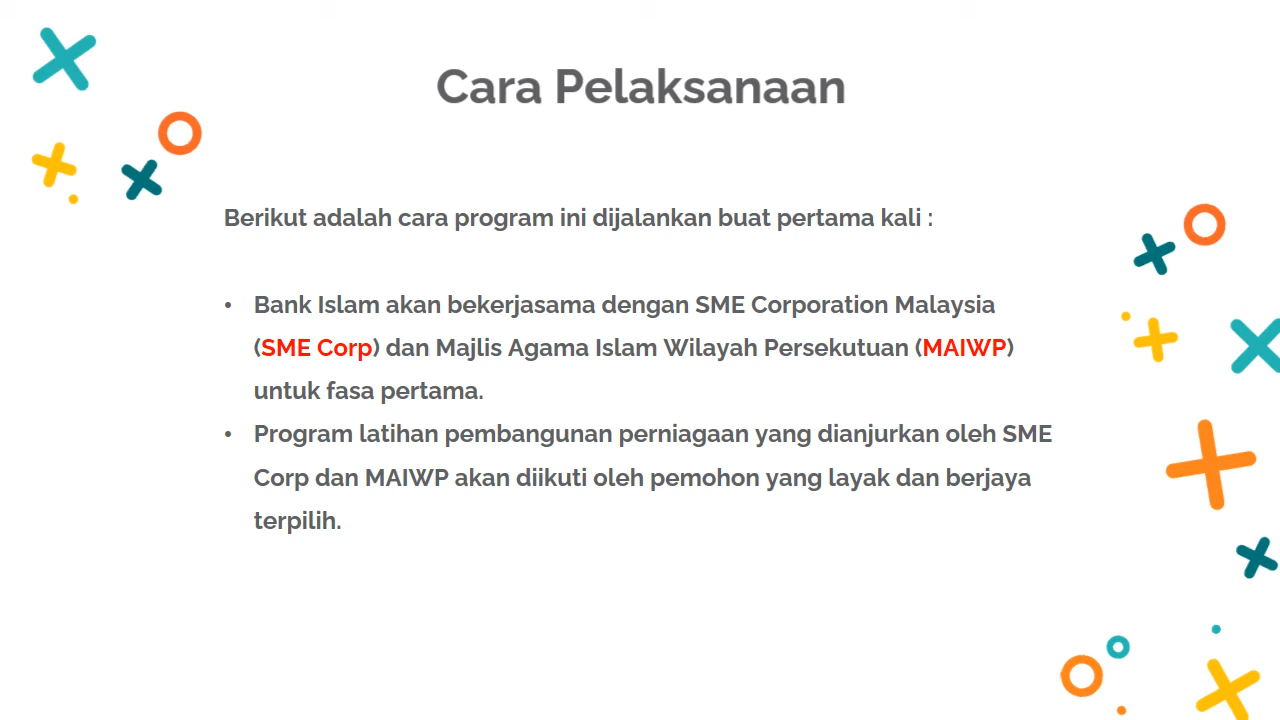 Cara Pelaksanaan
Berikut adalah cara program ini dijalankan buat pertama kali :
• Bank Islam akan bekerjasama dengan SME Corporation Malaysia
(SME Corp) dan Majlis Agama Islam Wilayah Persekutuan (MAIWP)
untuk fasa pertama.
• Program latihan pembangunan perniagaan yang dianjurkan oleh SME
Corp dan MAIWP akan diikuti oleh pemohon yang layak dan berjaya
terpilih.